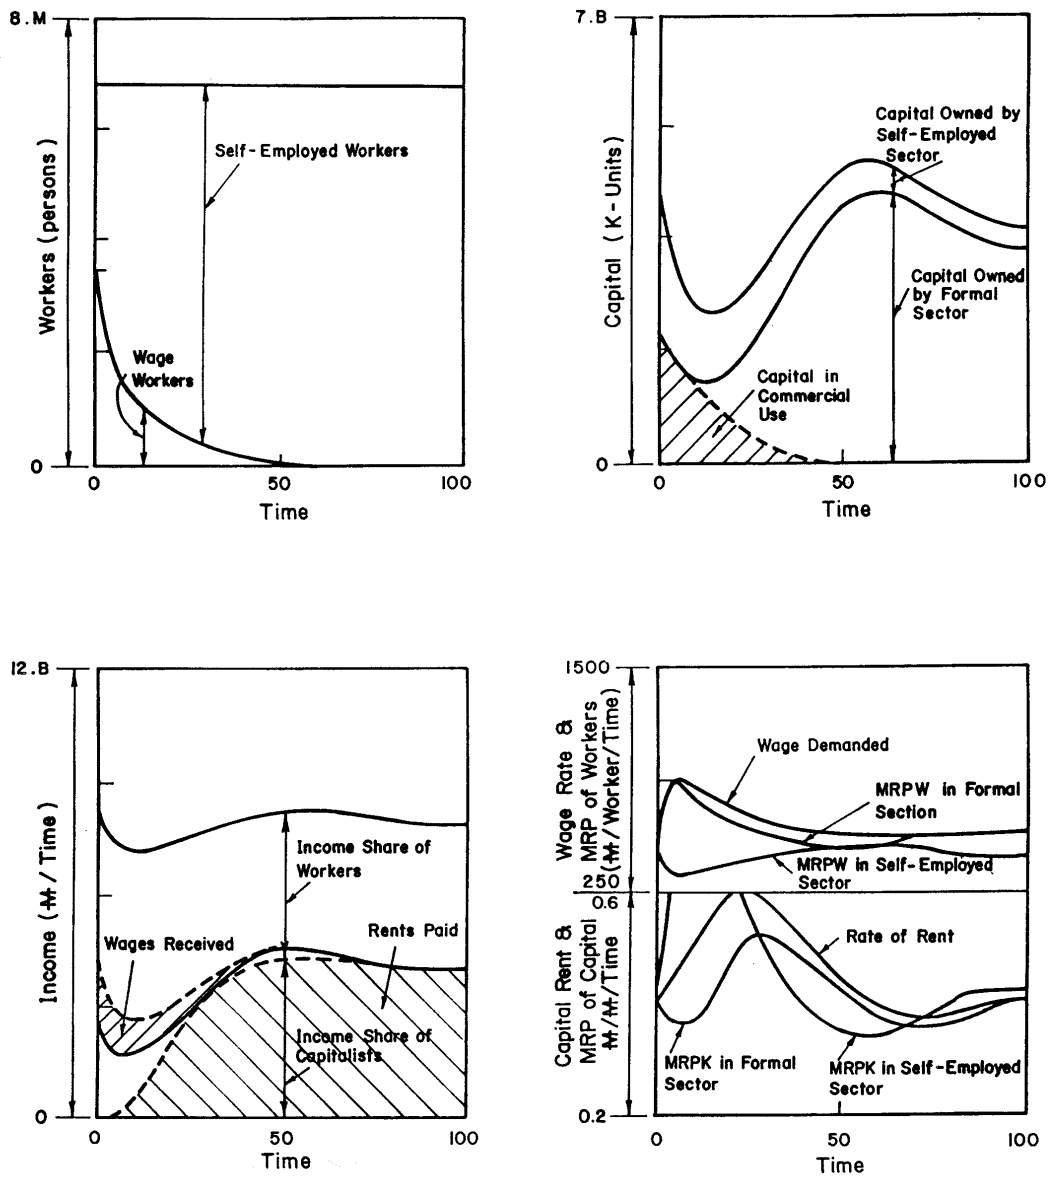 8.M
Workers (persons)
Self-Employed Workers
Wage
Workers
0
0
50
100
Time
7.B
Capital (K-Units)
Capital Owned by
Self-Employed
Sector
Capital Owned
by Formal
Sector
Capital in
Commercial
Use
0
0
50
100
Time
12.B
Income (M/Time)
Income Share of
Workers
Wages Received
Rents Paid
Income Share of
Capitalists
0
0
50
100
Time
1500
Wage Rate &
MRP of Workers
(M/Worker/Time)
Wage Demanded
MRPW in Formal
Section
MRPW in Self-Employed
Sector
250
0.6
Capital Rent &
MRP of Capital
M/M/Time
Rate of Rent
MRPK in Formal
Sector
MRPK in Self-Employed
Sector
0.2
0
50
100
Time